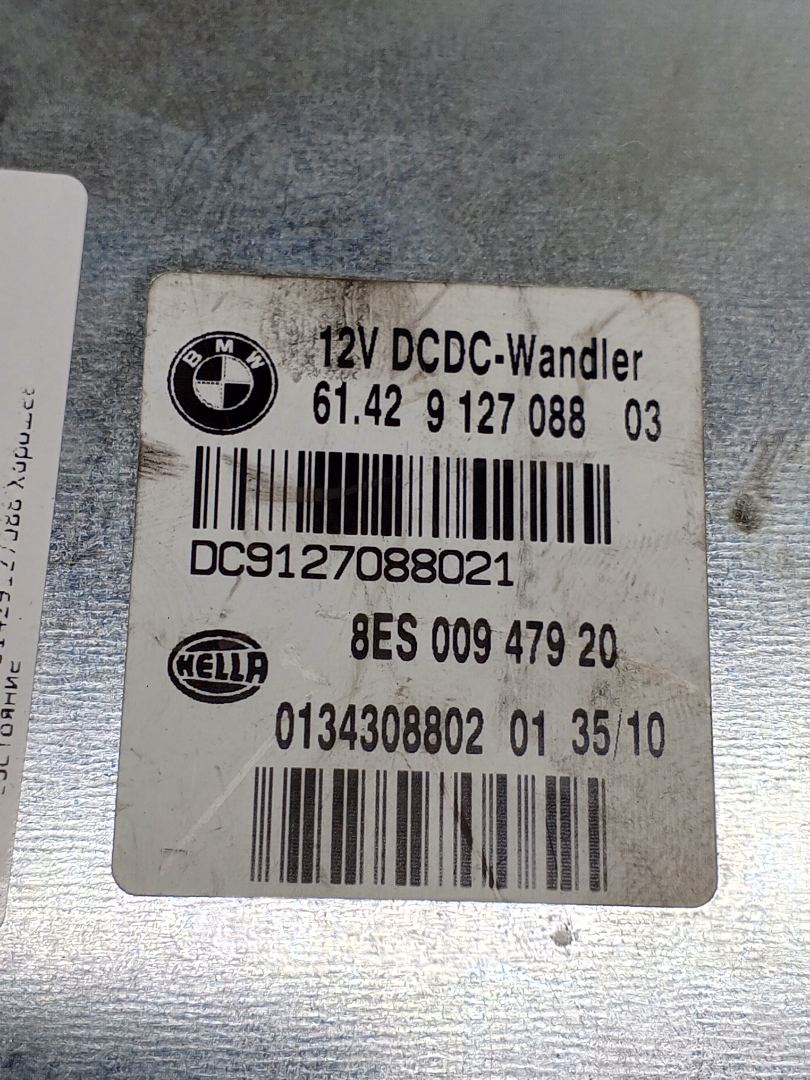 BMW
12V DCDC-Wandler
61.42 9 127 088 03
DC9127088021
8ES 009 479 20
HELLA
0134308802 01 35/10
Хорошее